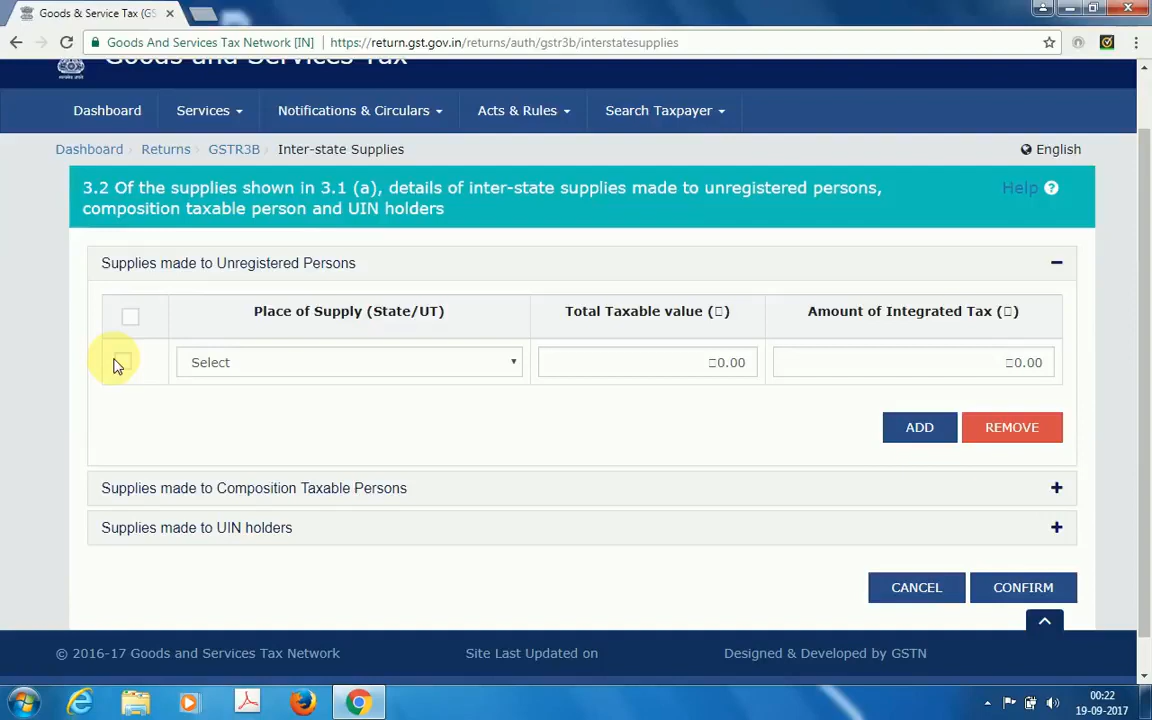 Goods & Service Tax (GS
Goods And Services Tax Network [IN] https://return.gst.gov.in/returns/auth/gstr3b/interstatesupplies
Goods and Services Tax
Dashboard Services Notifications & Circulars Acts & Rules Search Taxpayer
Dashboard Returns GSTR3B Inter-state Supplies English
3.2 Of the supplies shown in 3.1 (a), details of inter-state supplies made to unregistered persons, Help ?
composition taxable person and UIN holders
Supplies made to Unregistered Persons
Place of Supply (State/UT) Total Taxable value (▯) Amount of Integrated Tax (▯)
Select ▯0.00 ▯0.00
ADD REMOVE
Supplies made to Composition Taxable Persons
Supplies made to UIN holders
CANCEL CONFIRM
© 2016-17 Goods and Services Tax Network Site Last Updated on Designed & Developed by GSTN
00:22
19-09-2017